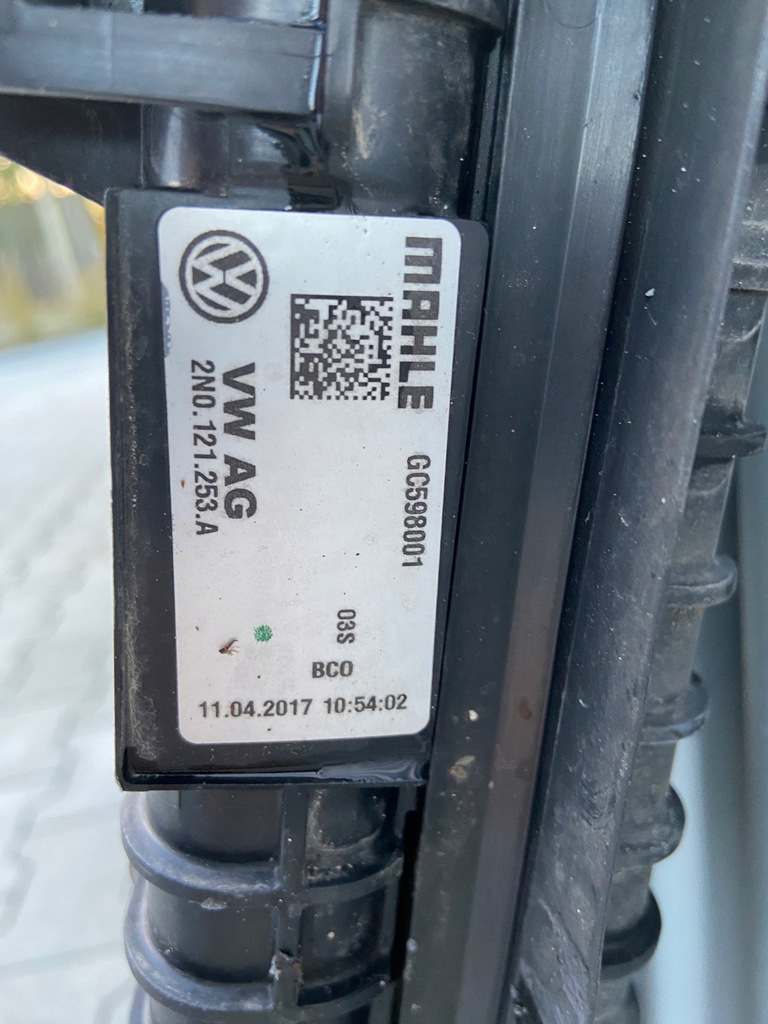 MAHLE
GC598001
VW AG
2N0.121.253.A
03S
BCO
11.04.2017 10:54:02